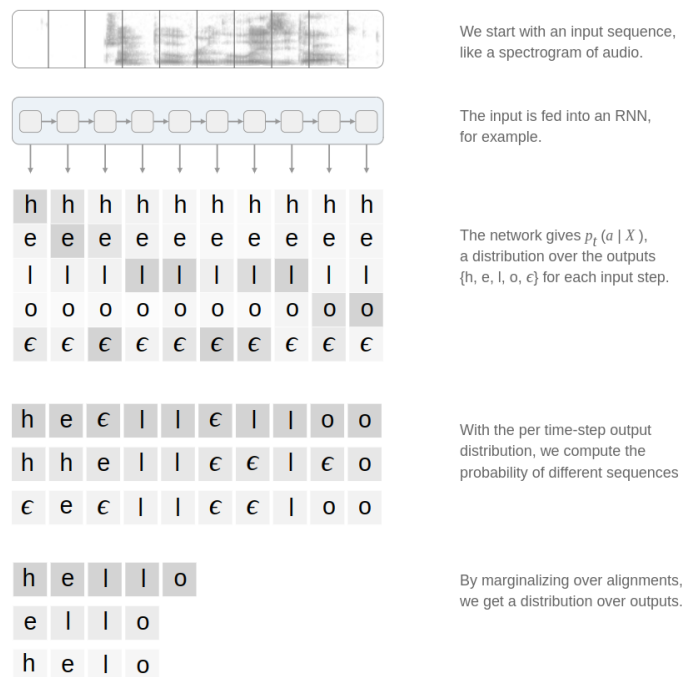 We start with an input sequence,
like a spectrogram of audio.
The input is fed into an RNN,
for example.
h h h h h h h h h h
e e e e e e e e e e
l l l l l l l l l l
o o o o o o o o o o
ϵ ϵ ϵ ϵ ϵ ϵ ϵ ϵ ϵ ϵ
The network gives pₜ (a | X ),
a distribution over the outputs
{h, e, l, o, ϵ} for each input step.
h e ϵ l l ϵ l l o o
h h e l l ϵ ϵ l ϵ o
ϵ e ϵ l l ϵ ϵ l o o
With the per time-step output
distribution, we compute the
probability of different sequences
h e l l o
e l l o
h e l o
By marginalizing over alignments,
we get a distribution over outputs.